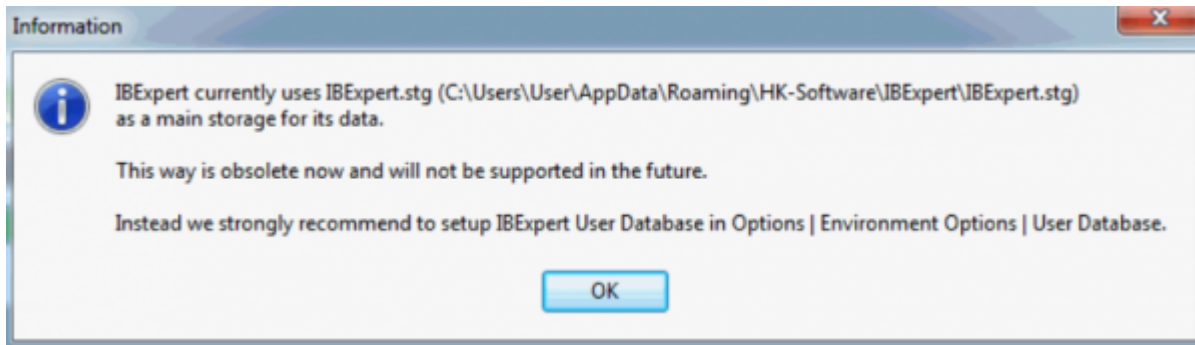 Information
IBExpert currently uses IBExpert.stg (C:\Users\User\AppData\Roaming\HK-Software\IBExpert\IBExpert.stg)
as a main storage for its data.
This way is obsolete now and will not be supported in the future.
Instead we strongly recommend to setup IBExpert User Database in Options | Environment Options | User Database.
OK